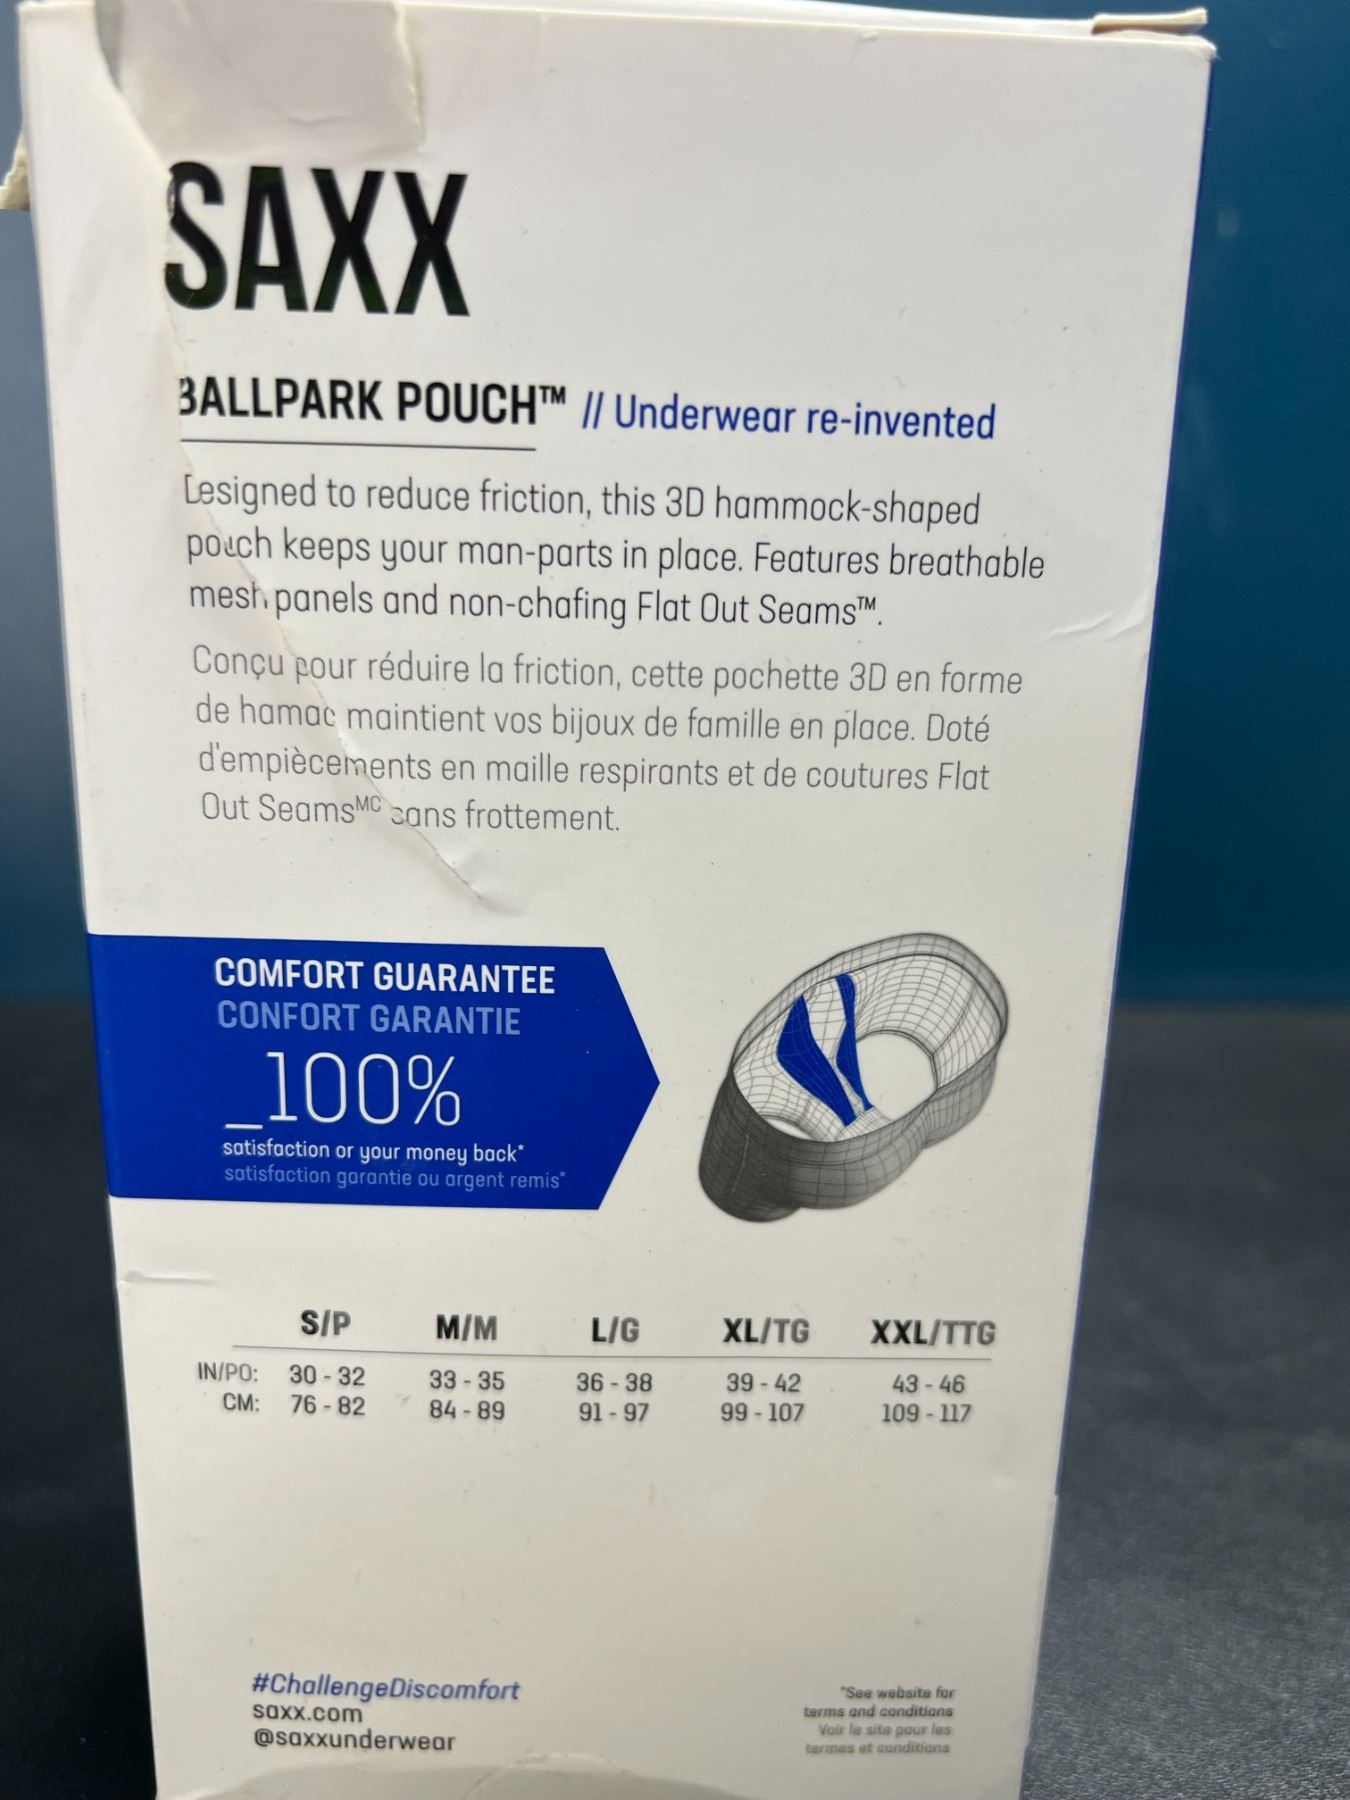 SAXX
BALLPARK POUCH™ // Underwear re-invented
Designed to reduce friction, this 3D hammock-shaped
pouch keeps your man-parts in place. Features breathable
mesh panels and non-chafing Flat Out Seams™.
Conçu pour réduire la friction, cette pochette 3D en forme
de hamac maintient vos bijoux de famille en place. Doté
d'empiècements en maille respirants et de coutures Flat
Out Seamsᴹᶜ sans frottement.
COMFORT GUARANTEE
CONFORT GARANTIE
_100%
satisfaction or your money back*
satisfaction garantie ou argent remis*
S/P M/M L/G XL/TG XXL/TTG
IN/PO: 30 - 32 33 - 35 36 - 38 39 - 42 43 - 46
CM: 76 - 82 84 - 89 91 - 97 99 - 107 109 - 117
#ChallengeDiscomfort
saxx.com
@saxxunderwear
*See website for
terms and conditions
Voir le site pour les
termes et conditions